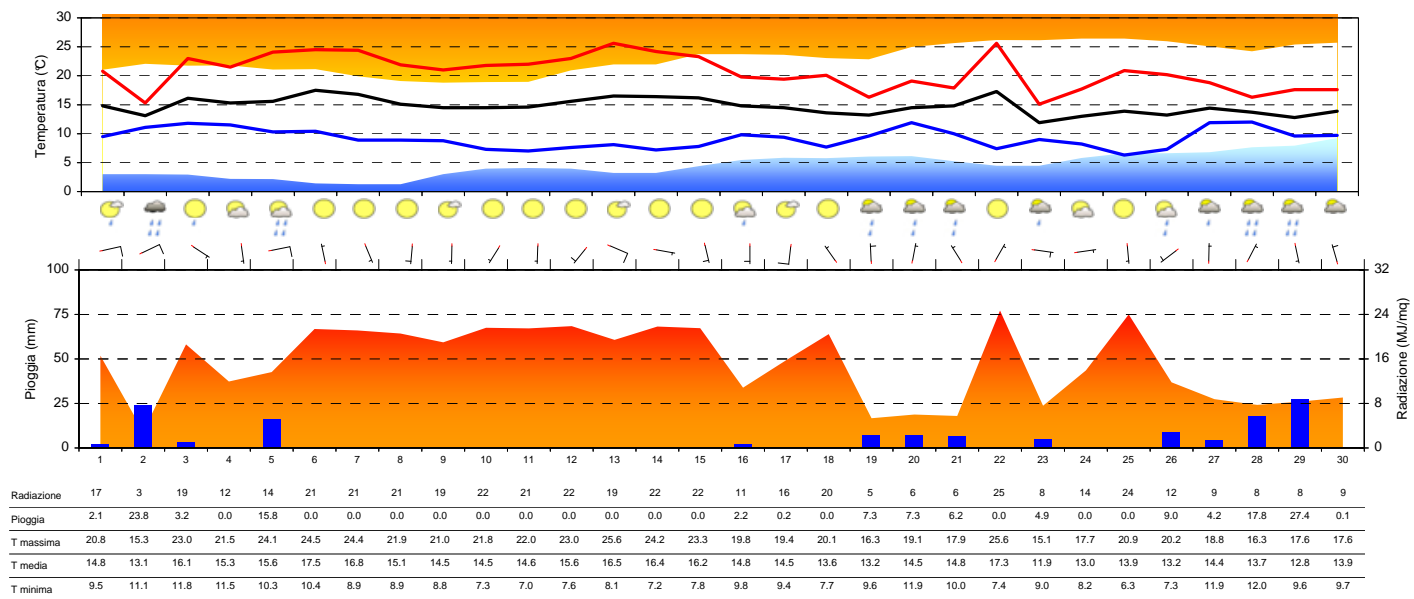 30
25
20
15
10
5
0
Temperatura (°C)
100
75
50
25
0
Pioggia (mm)
32
24
16
8
0
Radiazione (MJ/mq)
1 2 3 4 5 6 7 8 9 10 11 12 13 14 15 16 17 18 19 20 21 22 23 24 25 26 27 28 29 30
Radiazione 17 3 19 12 14 21 21 21 19 22 21 22 19 22 22 11 16 20 5 6 6 25 8 14 24 12 9 8 8 9
Pioggia 2.1 23.8 3.2 0.0 15.8 0.0 0.0 0.0 0.0 0.0 0.0 0.0 0.0 0.0 0.0 2.2 0.2 0.0 7.3 7.3 6.2 0.0 4.9 0.0 0.0 9.0 4.2 17.8 27.4 0.1
T massima 20.8 15.3 23.0 21.5 24.1 24.5 24.4 21.9 21.0 21.8 22.0 23.0 25.6 24.2 23.3 19.8 19.4 20.1 16.3 19.1 17.9 25.6 15.1 17.7 20.9 20.2 18.8 16.3 17.6 17.6
T media 14.8 13.1 16.1 15.3 15.6 17.5 16.8 15.1 14.5 14.5 14.6 15.6 16.5 16.4 16.2 14.8 14.5 13.6 13.2 14.5 14.8 17.3 11.9 13.0 13.9 13.2 14.4 13.7 12.8 13.9
T minima 9.5 11.1 11.8 11.5 10.3 10.4 8.9 8.9 8.8 7.3 7.0 7.6 8.1 7.2 7.8 9.8 9.4 7.7 9.6 11.9 10.0 7.4 9.0 8.2 6.3 7.3 11.9 12.0 9.6 9.7